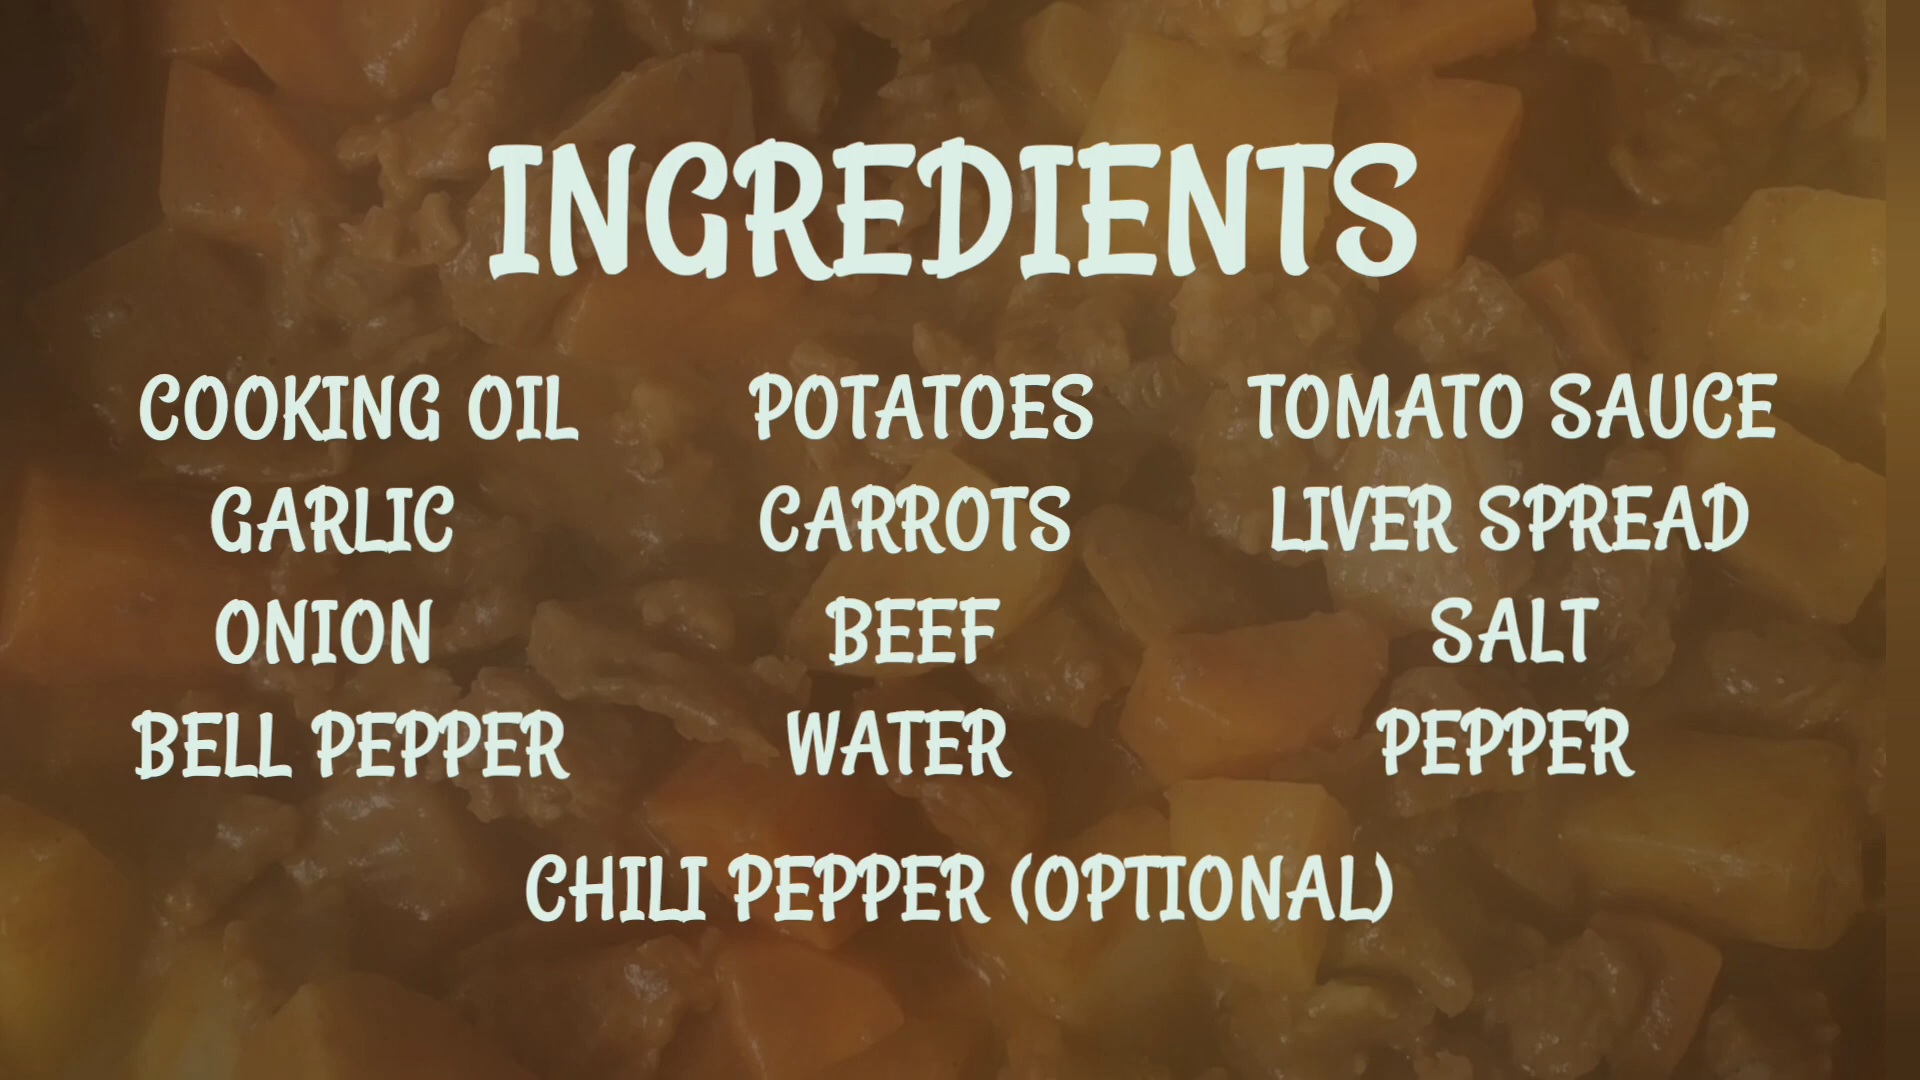 INGREDIENTS
COOKING OIL
GARLIC
ONION
BELL PEPPER
POTATOES
CARROTS
BEEF
WATER
TOMATO SAUCE
LIVER SPREAD
SALT
PEPPER
CHILI PEPPER (OPTIONAL)